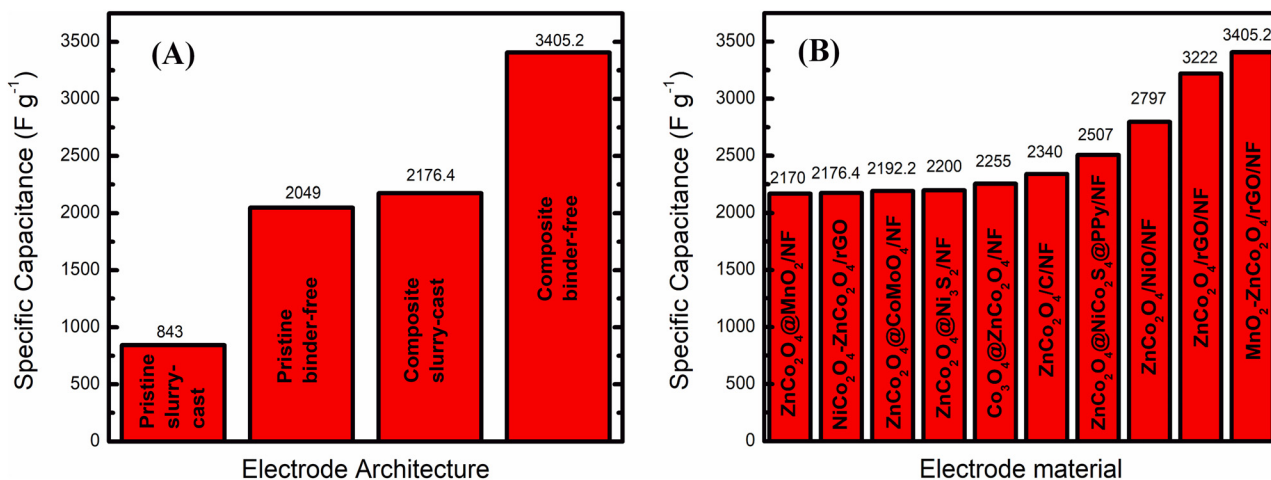 (A)
Specific Capacitance (F g⁻¹)
3500
3000
2500
2000
1500
1000
500
0
843
2049
2176.4
3405.2
Pristine
slurry-
cast
Pristine
binder-free
Composite
slurry-cast
Composite
binder-free
Electrode Architecture
(B)
Specific Capacitance (F g⁻¹)
3500
3000
2500
2000
1500
1000
500
0
2170
2176.4
2192.2
2200
2255
2340
2507
2797
3222
3405.2
ZnCo₂O₄@MnO₂/NF
NiCo₂O₄-ZnCo₂O₄/rGO
ZnCo₂O₄@CoMoO₄/NF
ZnCo₂O₄@Ni₃S₂/NF
Co₃O₄@ZnCo₂O₄/NF
ZnCo₂O₄/C/NF
ZnCo₂O₄@NiCo₂S₄@PPy/NF
ZnCo₂O₄/NiO/NF
ZnCo₂O₄/rGO/NF
MnO₂-ZnCo₂O₄/rGO/NF
Electrode material